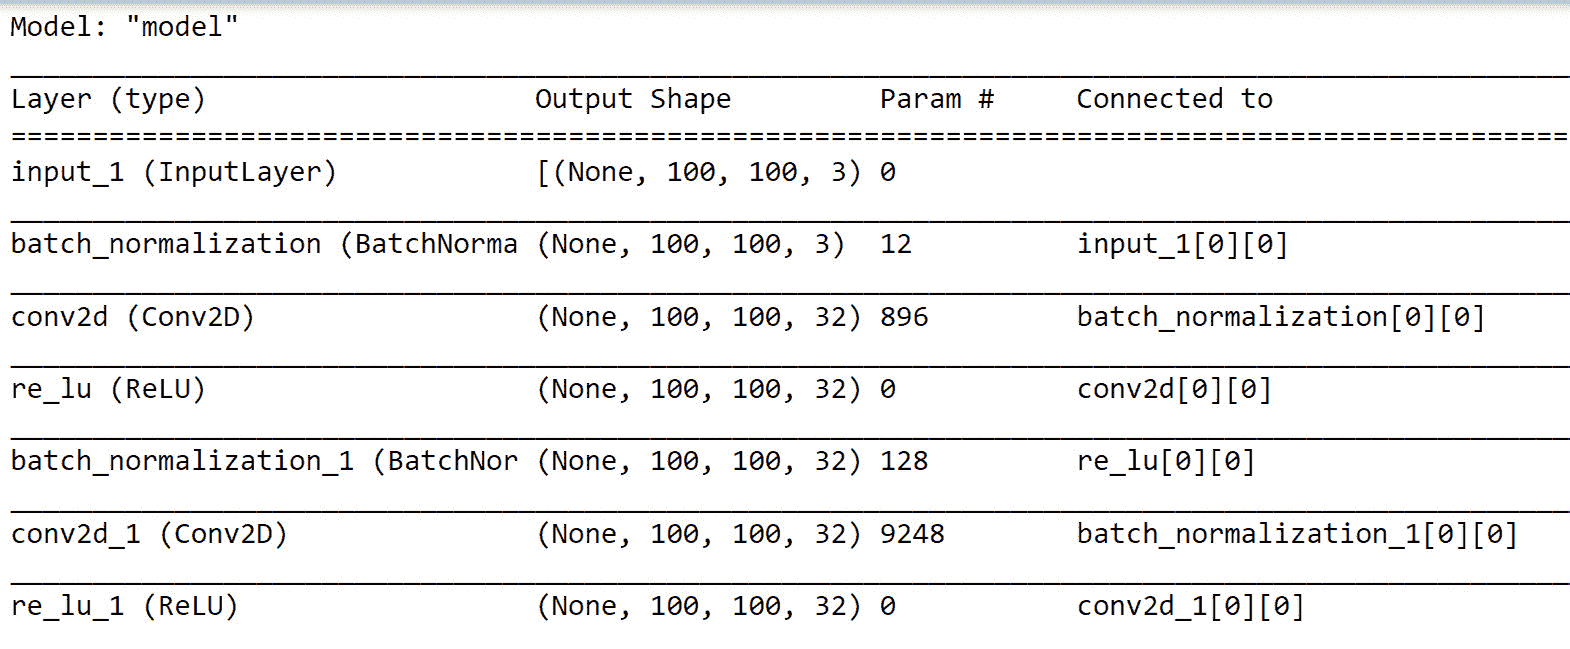 Model: "model"
Layer (type) Output Shape Param # Connected to
input_1 (InputLayer) [(None, 100, 100, 3) 0
batch_normalization (BatchNorma (None, 100, 100, 3) 12 input_1[0][0]
conv2d (Conv2D) (None, 100, 100, 32) 896 batch_normalization[0][0]
re_lu (ReLU) (None, 100, 100, 32) 0 conv2d[0][0]
batch_normalization_1 (BatchNor (None, 100, 100, 32) 128 re_lu[0][0]
conv2d_1 (Conv2D) (None, 100, 100, 32) 9248 batch_normalization_1[0][0]
re_lu_1 (ReLU) (None, 100, 100, 32) 0 conv2d_1[0][0]